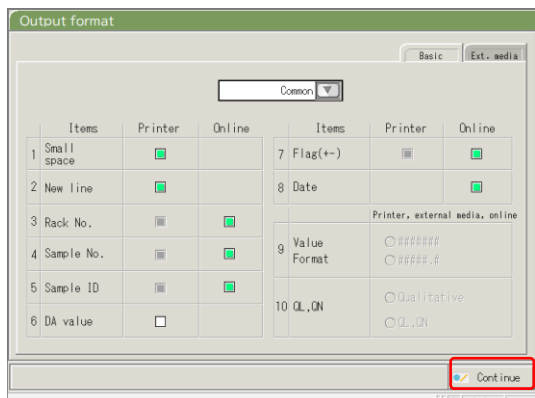 Output format
Basic Ext. media
Common
Items Printer Online
1 Small space
2 New line
3 Rack No.
4 Sample No.
5 Sample ID
6 DA value
Items Printer Online
7 Flag(+-)
8 Date
Printer, external media, online
9 Value Format
#######
#####.#
10 QL,QN
Qualitative
QL,QN
Continue